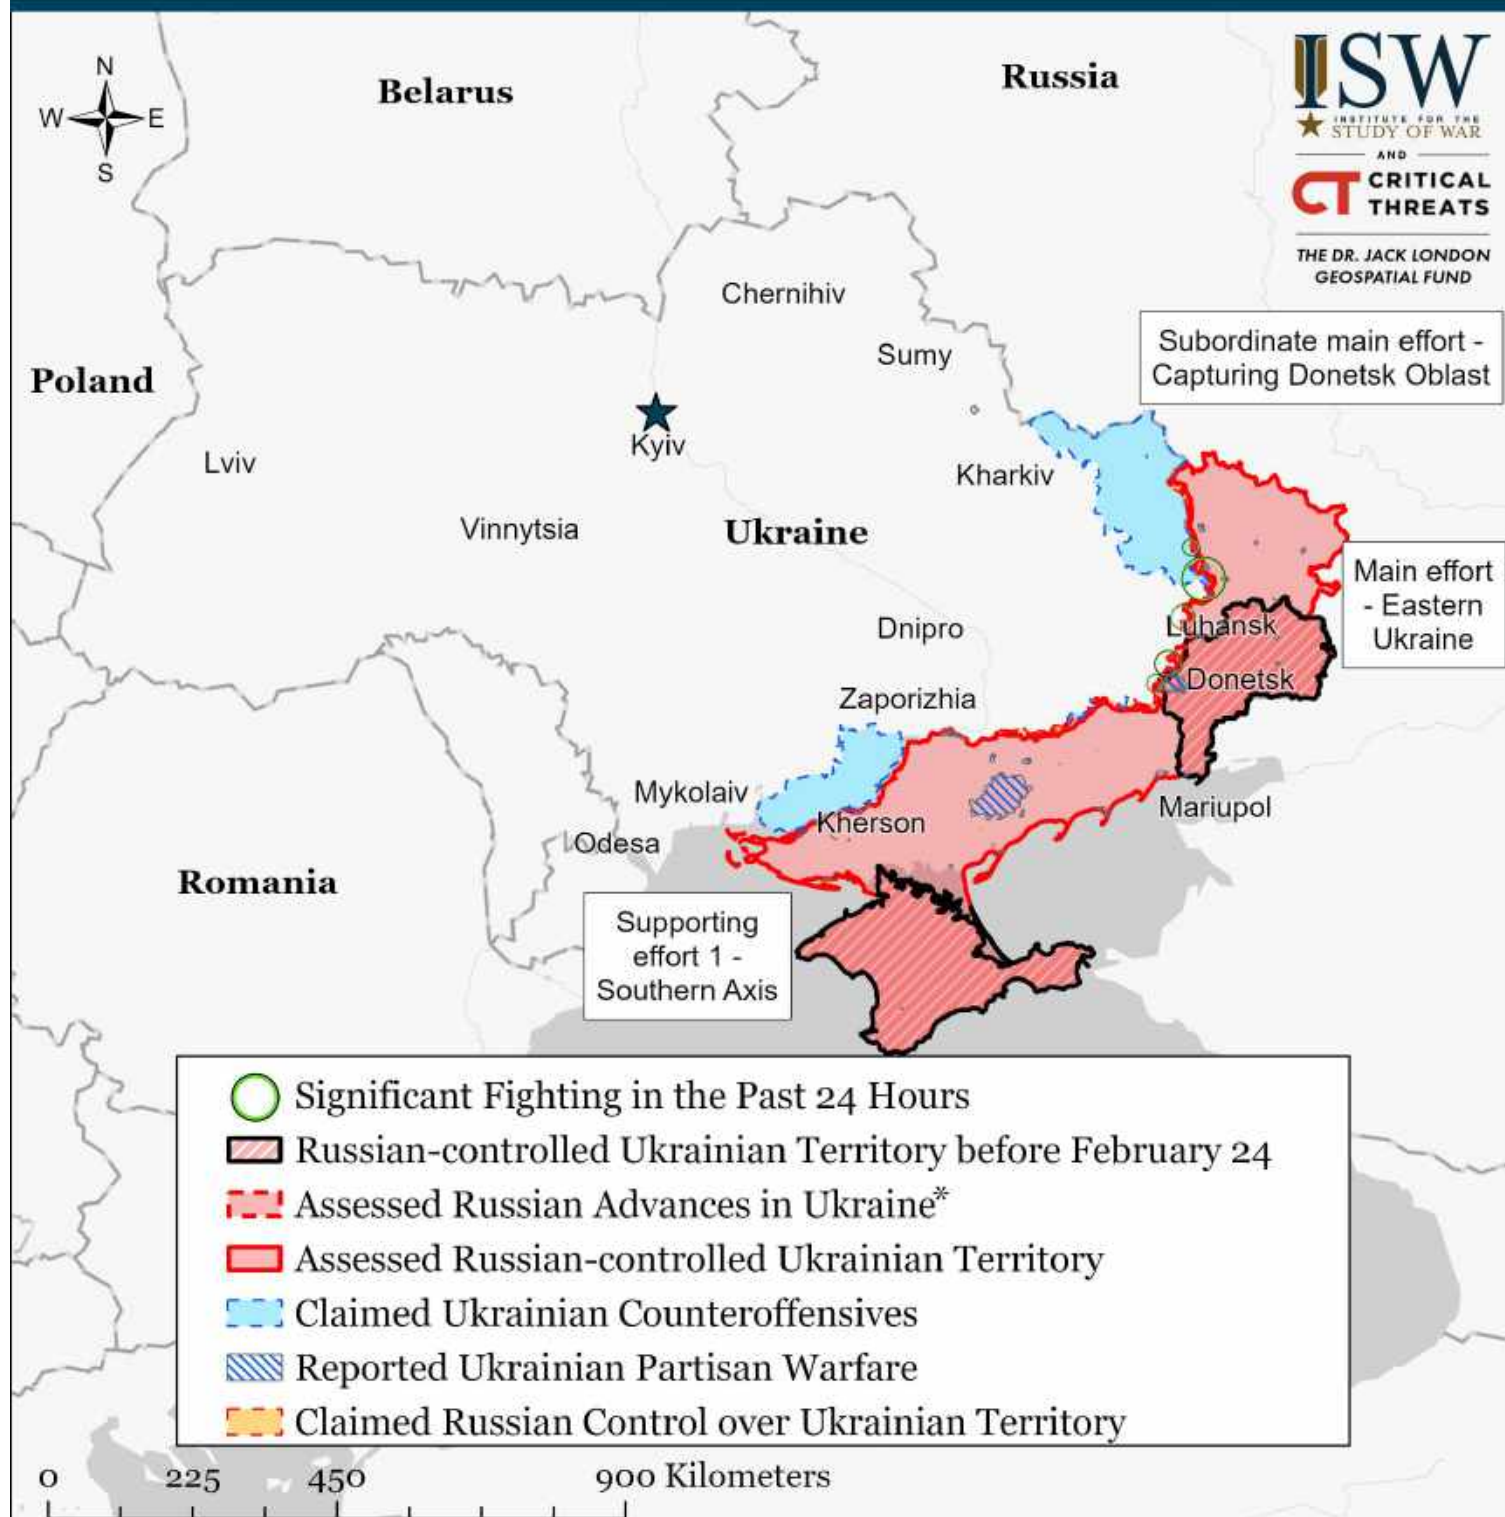 N
W
E
S
Belarus
Russia
ISW
INSTITUTE FOR THE
STUDY OF WAR
AND
CT CRITICAL
THREATS
THE DR. JACK LONDON
GEOSPATIAL FUND
Chernihiv
Sumy
Subordinate main effort -
Capturing Donetsk Oblast
Poland
Kyiv
Lviv
Kharkiv
Vinnytsia
Ukraine
Main effort
- Eastern
Ukraine
Dnipro
Luhansk
Donetsk
Zaporizhia
Mykolaiv
Mariupol
Kherson
Odesa
Romania
Supporting
effort 1 -
Southern Axis
Significant Fighting in the Past 24 Hours
Russian-controlled Ukrainian Territory before February 24
Assessed Russian Advances in Ukraine*
Assessed Russian-controlled Ukrainian Territory
Claimed Ukrainian Counteroffensives
Reported Ukrainian Partisan Warfare
Claimed Russian Control over Ukrainian Territory
0 225 450 900 Kilometers